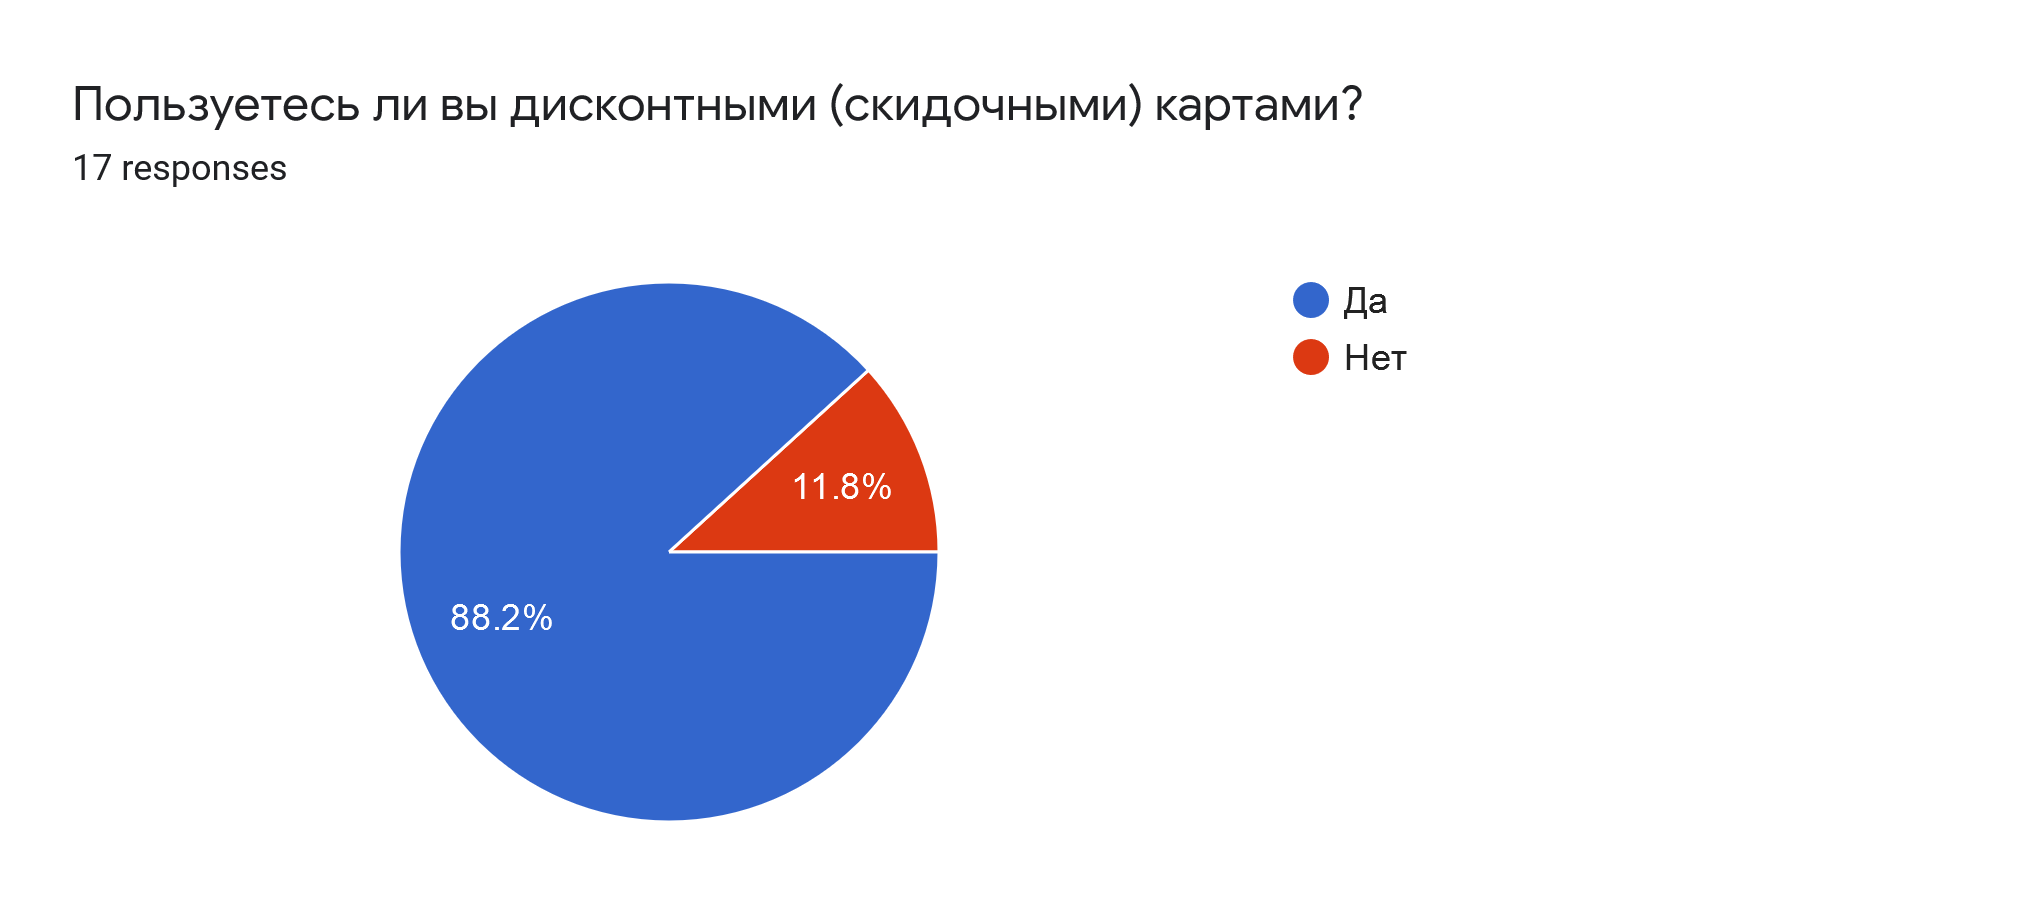 Пользуетесь ли вы дисконтными (скидочными) картами?
17 responses
Да
Нет
11.8%
88.2%